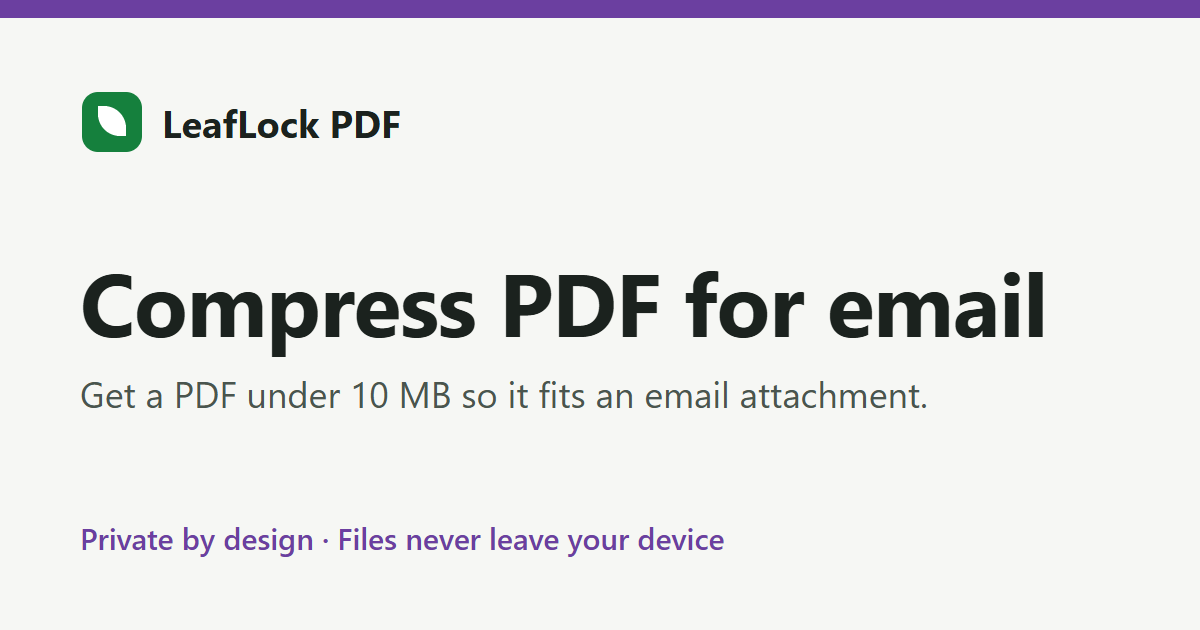 LeafLock PDF
Compress PDF for email
Get a PDF under 10 MB so it fits an email attachment.
Private by design · Files never leave your device